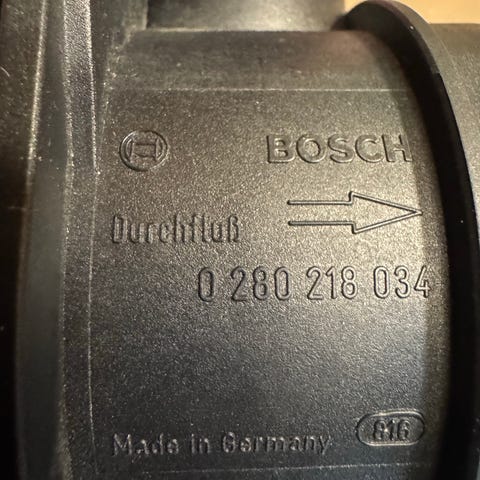 BOSCH
Durchfluß
0 280 218 034
Made in Germany 816